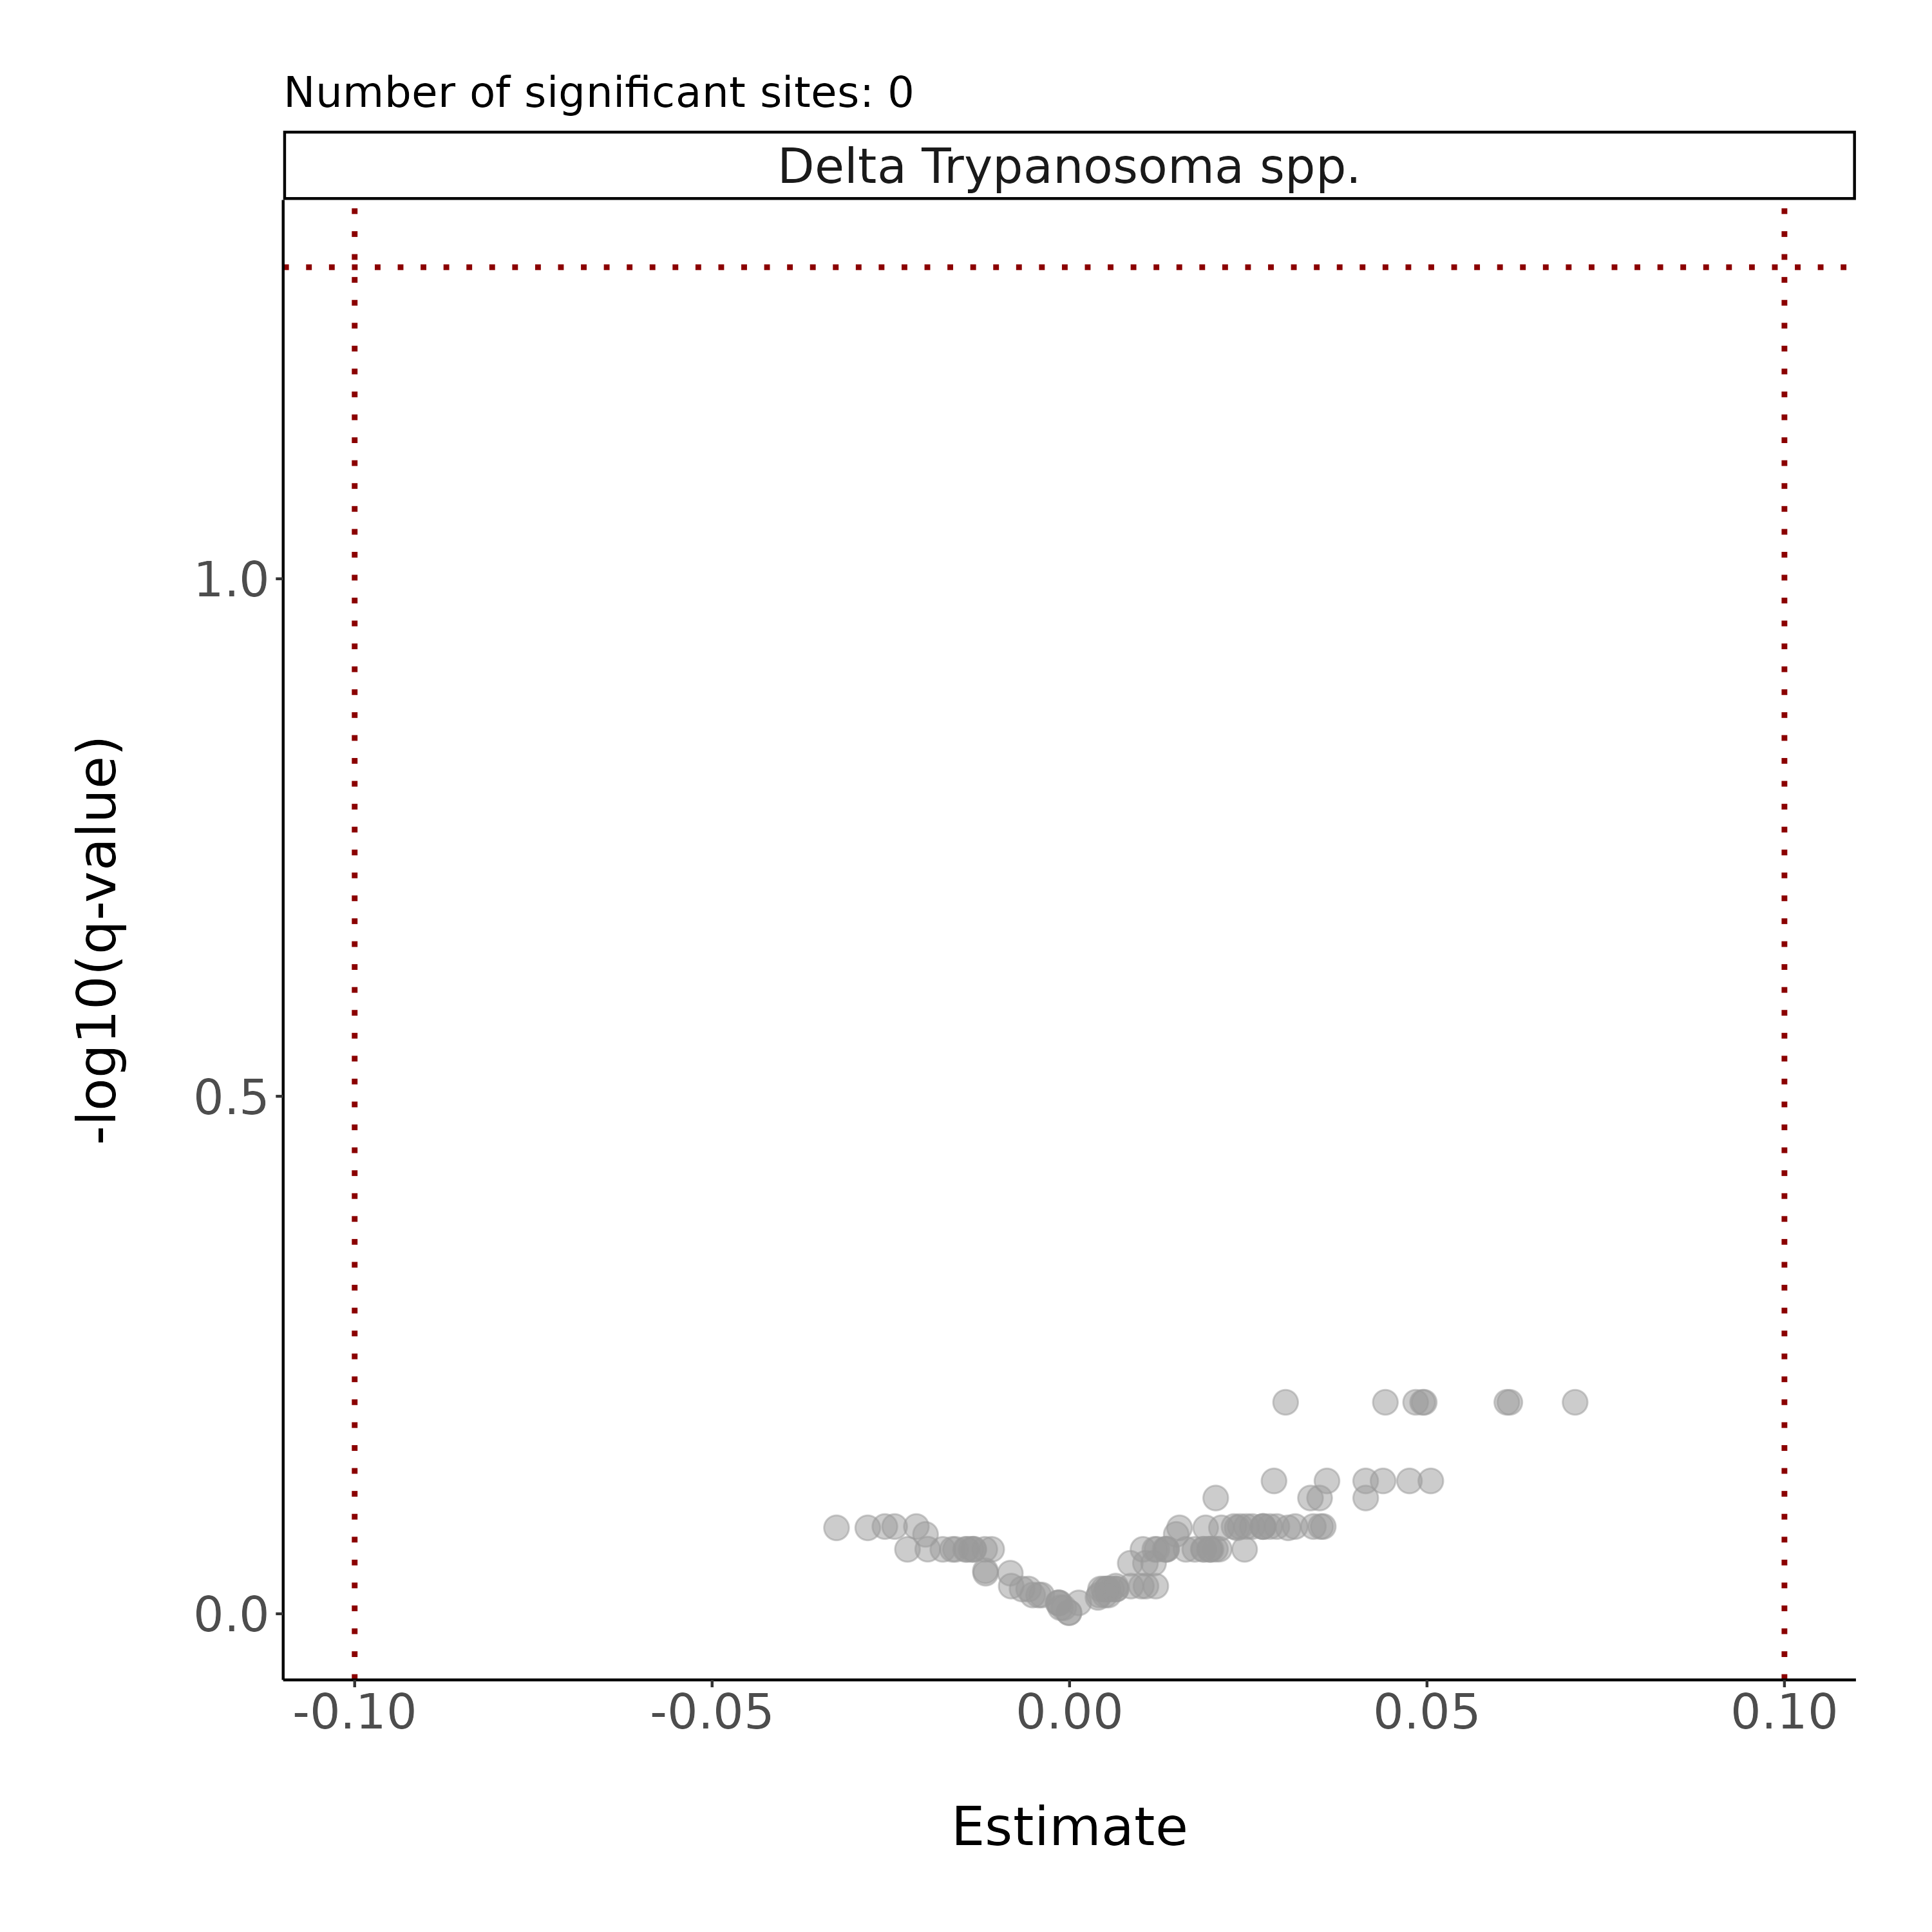 Number of significant sites: 0
Delta Trypanosoma spp.
-log10(q-value)
1.0
0.5
0.0
-0.10
-0.05
0.00
0.05
0.10
Estimate